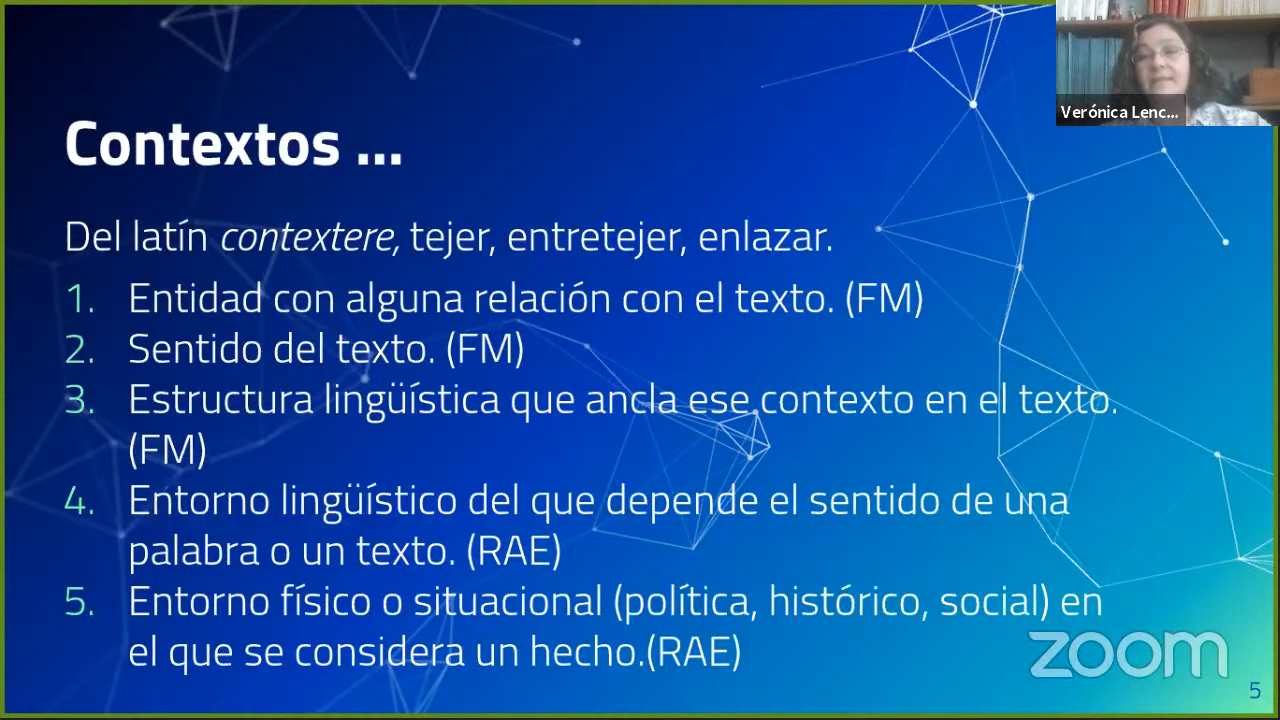 Verónica Lenc...
Contextos ...
Del latín contextere, tejer, entretejer, enlazar.
1. Entidad con alguna relación con el texto. (FM)
2. Sentido del texto. (FM)
3. Estructura lingüística que ancla ese contexto en el texto.
(FM)
4. Entorno lingüístico del que depende el sentido de una
palabra o un texto. (RAE)
5. Entorno físico o situacional (política, histórico, social) en
el que se considera un hecho.(RAE)
zoom
5